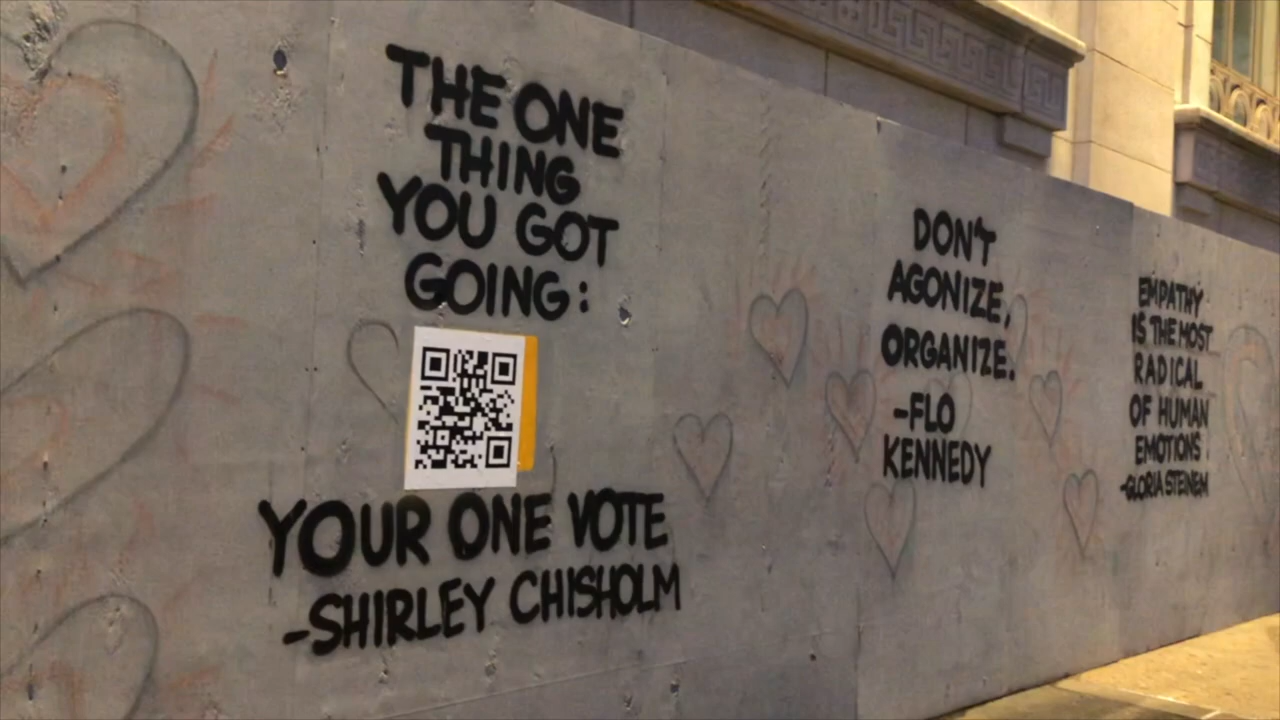 THE ONE
THING
YOU GOT
GOING:
YOUR ONE VOTE
-SHIRLEY CHISHOLM
DON'T
AGONIZE,
ORGANIZE.
-FLO
KENNEDY
EMPATHY
IS THE MOST
RADICAL
OF HUMAN
EMOTIONS.
-GLORIA STEINEM